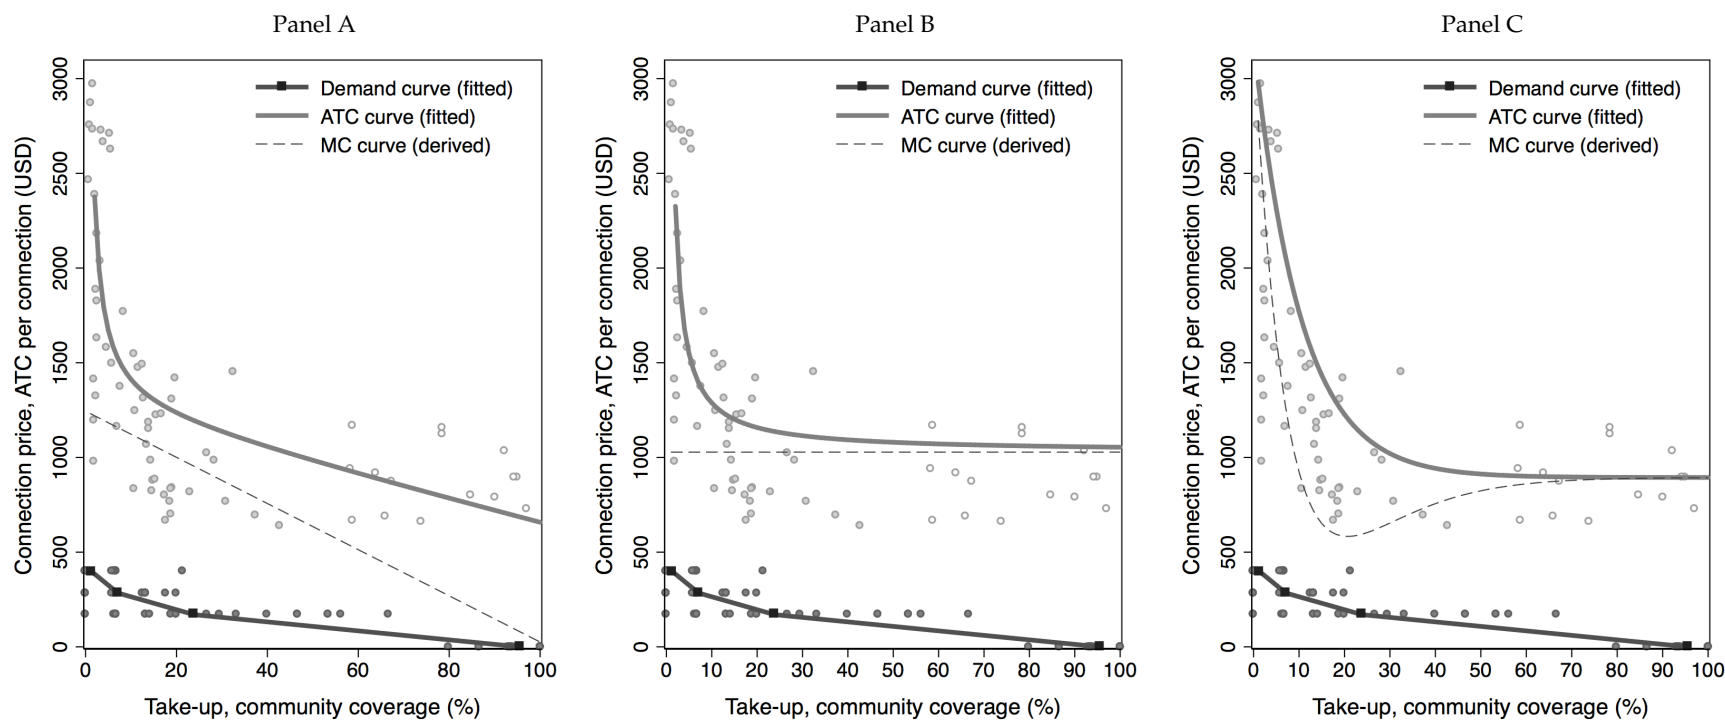 Panel A
Connection price, ATC per connection (USD)
3000
2500
2000
1500
1000
500
0
Demand curve (fitted)
ATC curve (fitted)
MC curve (derived)
0 20 40 60 80 100
Take-up, community coverage (%)
Panel B
Connection price, ATC per connection (USD)
3000
2500
2000
1500
1000
500
0
Demand curve (fitted)
ATC curve (fitted)
MC curve (derived)
0 10 20 30 40 50 60 70 80 90 100
Take-up, community coverage (%)
Panel C
Connection price, ATC per connection (USD)
3000
2500
2000
1500
1000
500
0
Demand curve (fitted)
ATC curve (fitted)
MC curve (derived)
0 10 20 30 40 50 60 70 80 90 100
Take-up, community coverage (%)